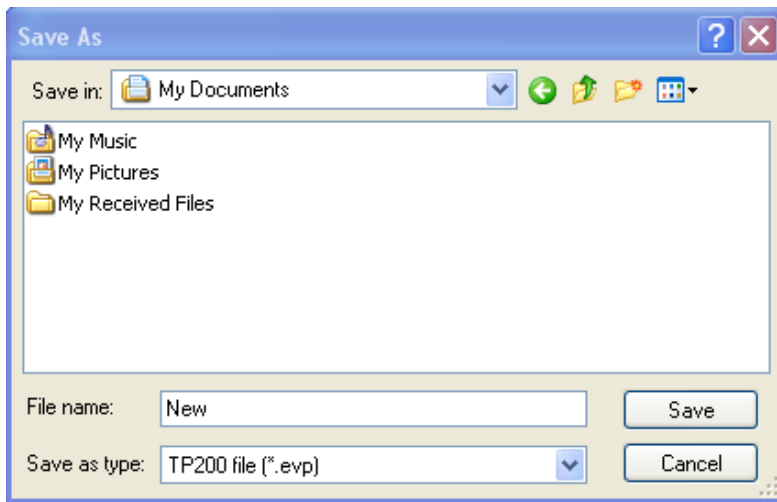 Save As
Save in: My Documents
My Music
My Pictures
My Received Files
File name: New Save
Save as type: TP200 file (*.evp) Cancel